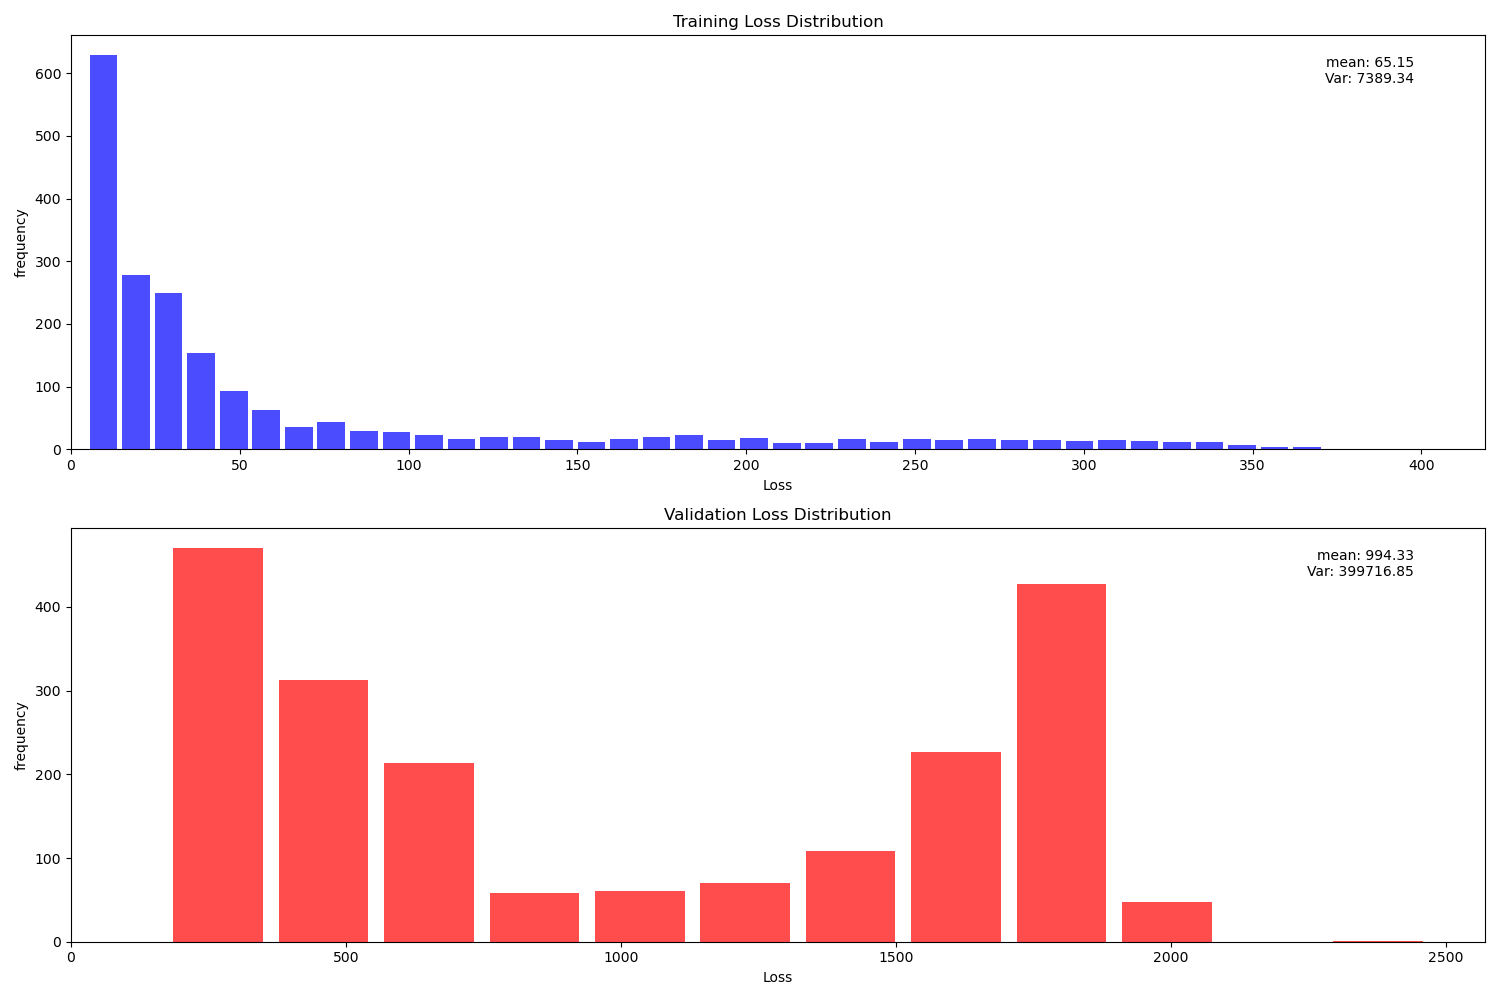 Training Loss Distribution
mean: 65.15
Var: 7389.34
600
500
400
300
200
100
0
frequency
0 50 100 150 200 250 300 350 400
Loss
Validation Loss Distribution
mean: 994.33
Var: 399716.85
400
300
200
100
0
frequency
0 500 1000 1500 2000 2500
Loss